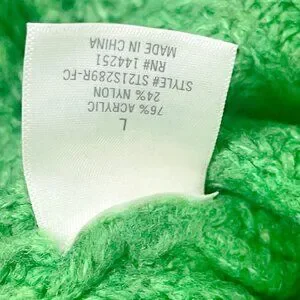 L
76% ACRYLIC
24% NYLON
STYLE# ST21S289R-FC
RN# 144251
MADE IN CHINA